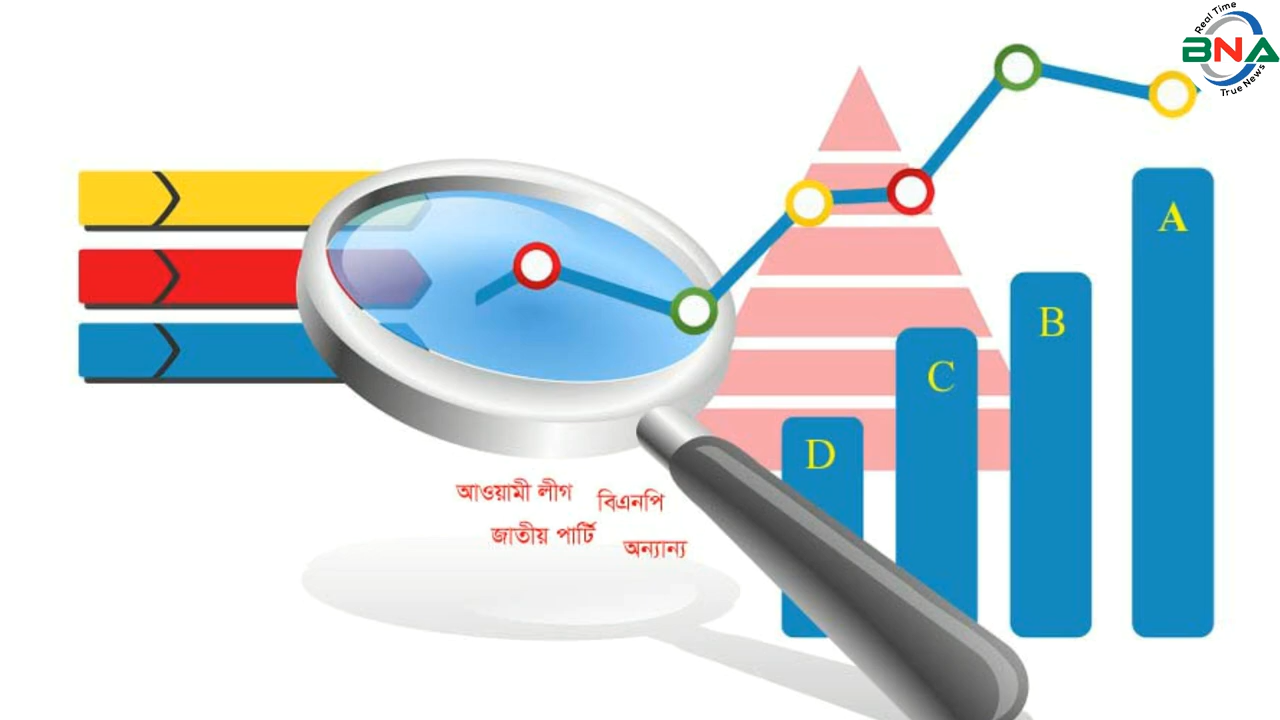 Real Time
BNA
True News
A
B
C
D
আওয়ামী লীগ
বিএনপি
জাতীয় পার্টি
অন্যান্য